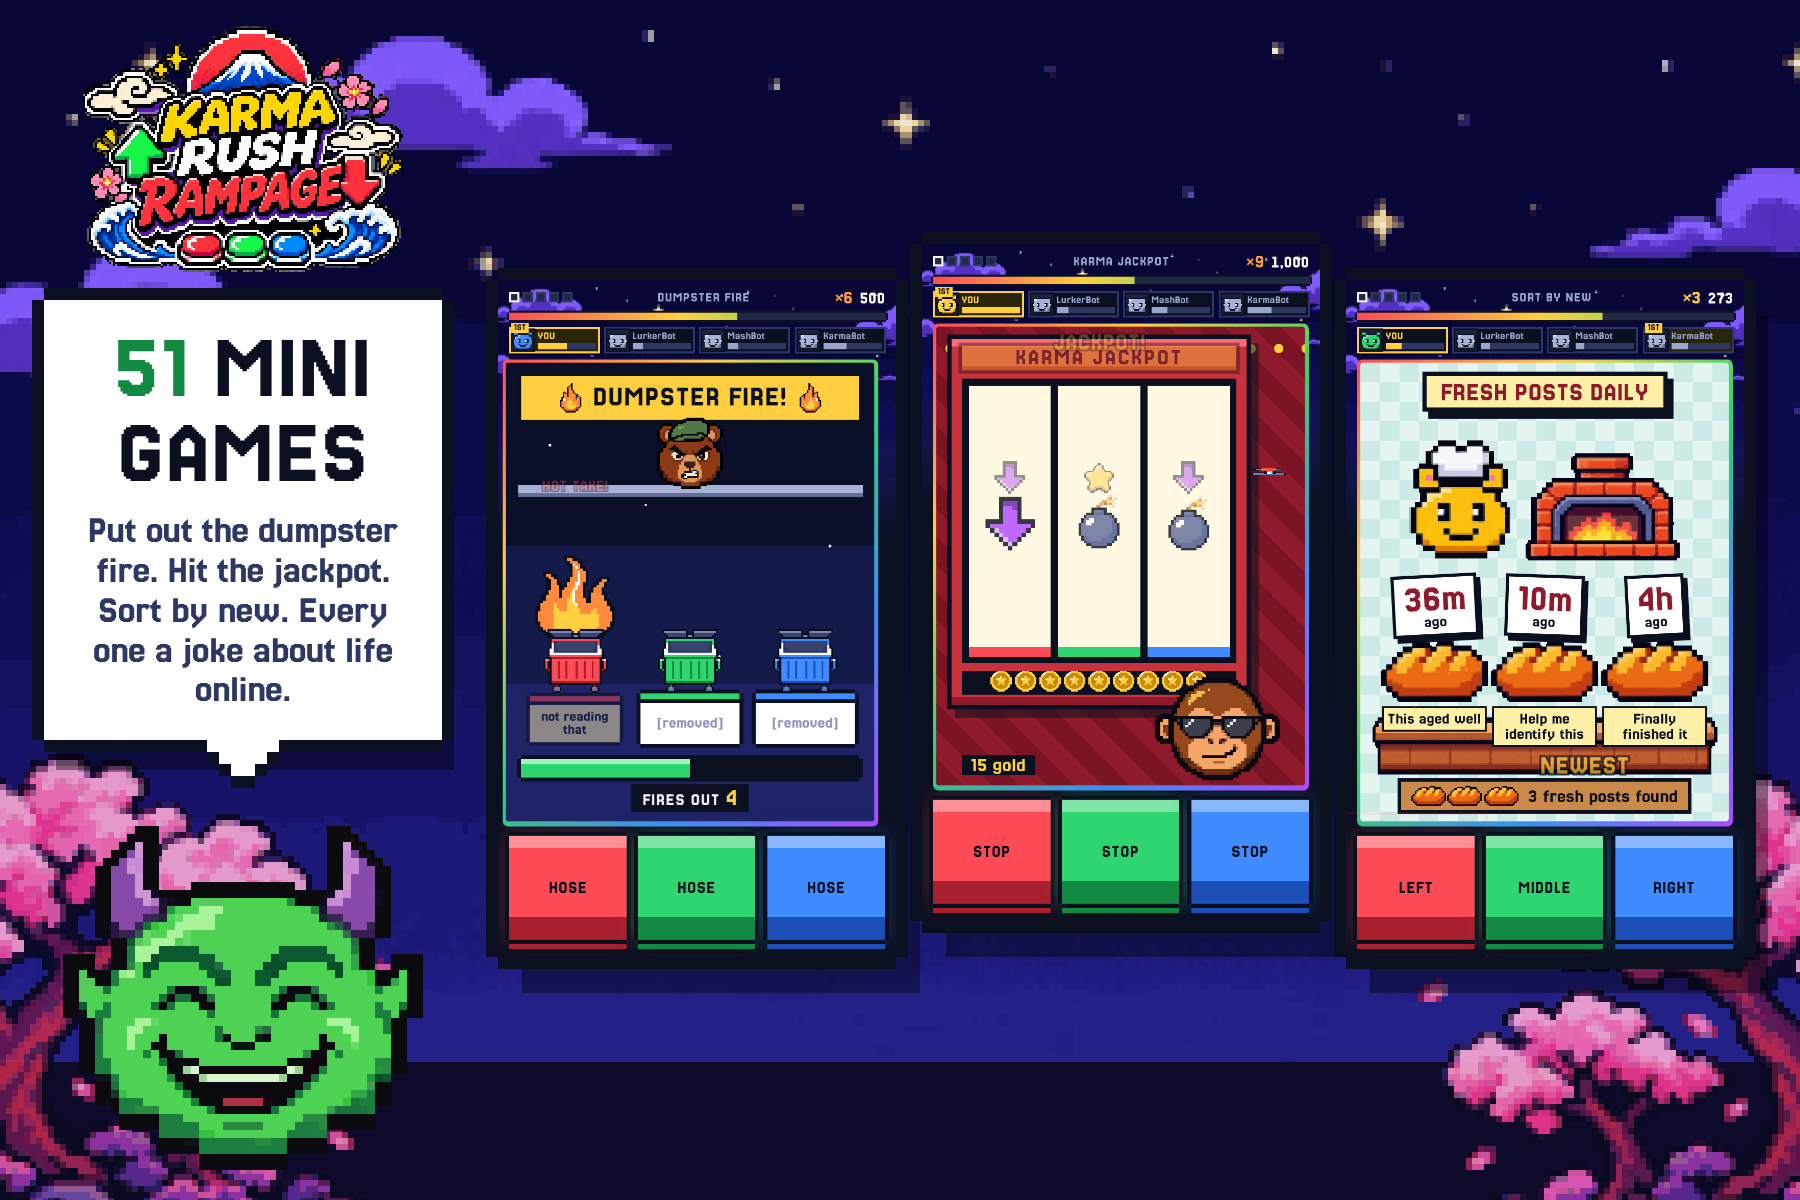 KARMA
RUSH
RAMPAGE
51 MINI
GAMES
Put out the dumpster
fire. Hit the jackpot.
Sort by new. Every
one a joke about life
online.
DUMPSTER FIRE
×6 500
1ST
YOU
LurkerBot
MashBot
KarmaBot
DUMPSTER FIRE!
HOT TAKE!
not reading
that
[removed]
[removed]
FIRES OUT 4
HOSE
HOSE
HOSE
KARMA JACKPOT
×9 1,000
1ST
YOU
LurkerBot
MashBot
KarmaBot
JACKPOT!
KARMA JACKPOT
15 gold
STOP
STOP
STOP
SORT BY NEW
×3 273
YOU
LurkerBot
MashBot
1ST
KarmaBot
FRESH POSTS DAILY
36m
ago
10m
ago
4h
ago
This aged well
Help me
identify this
Finally
finished it
NEWEST
3 fresh posts found
LEFT
MIDDLE
RIGHT